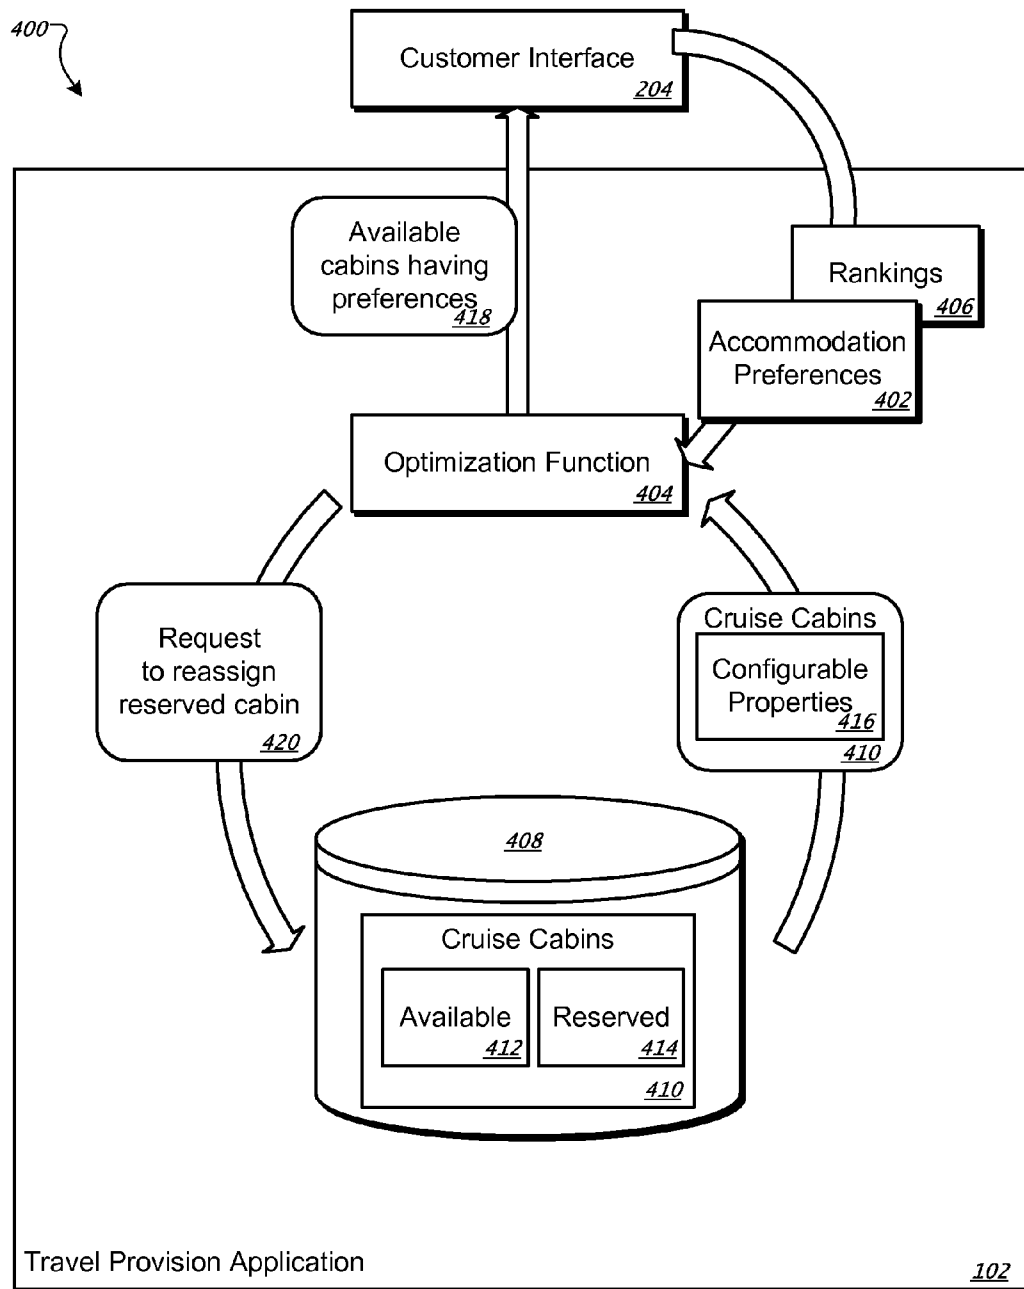 400
Customer Interface
204
Available
cabins having
preferences
418
Rankings
406
Accommodation
Preferences
402
Optimization Function
404
Request
to reassign
reserved cabin
420
Cruise Cabins
Configurable
Properties
416
410
408
Cruise Cabins
Available
412
Reserved
414
410
Travel Provision Application
102